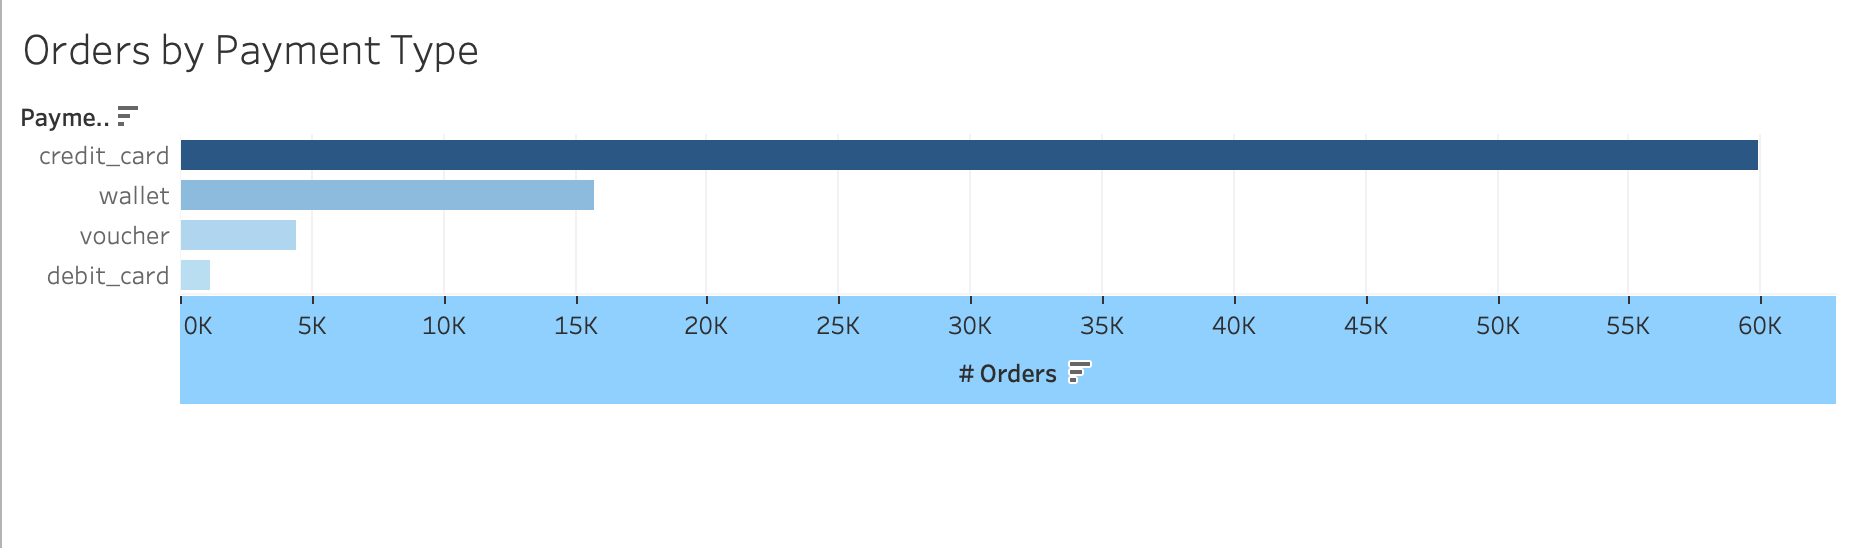 Orders by Payment Type
Payme..
credit_card
wallet
voucher
debit_card
0K 5K 10K 15K 20K 25K 30K 35K 40K 45K 50K 55K 60K
# Orders